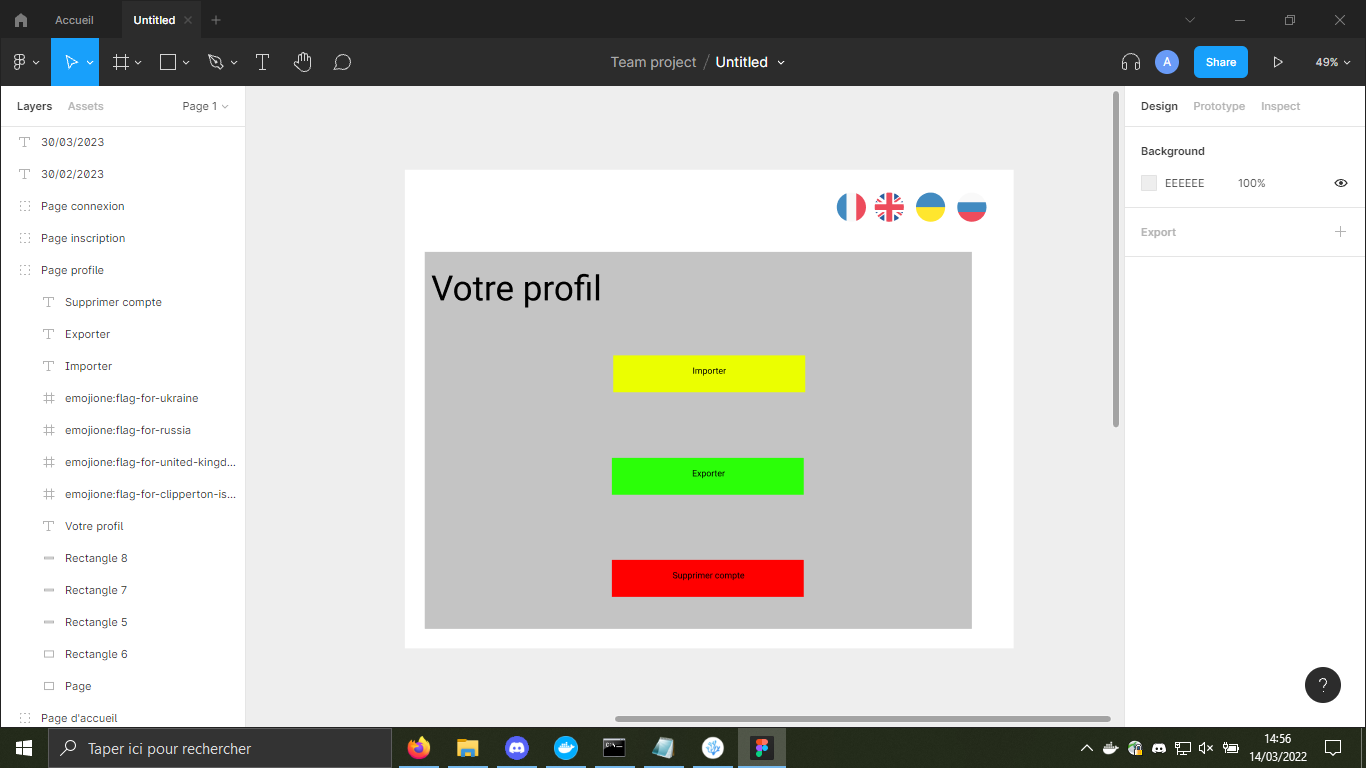 Accueil
Untitled
Team project / Untitled
A
Share
49%
Layers
Assets
Page 1
30/03/2023
30/02/2023
Page connexion
Page inscription
Page profile
Supprimer compte
Exporter
Importer
emojione:flag-for-ukraine
emojione:flag-for-russia
emojione:flag-for-united-kingd...
emojione:flag-for-clipperton-is...
Votre profil
Rectangle 8
Rectangle 7
Rectangle 5
Rectangle 6
Page
Page d'accueil
Votre profil
Importer
Exporter
Supprimer compte
Design
Prototype
Inspect
Background
EEEEEE
100%
Export
?
Taper ici pour rechercher
14:56
14/03/2022